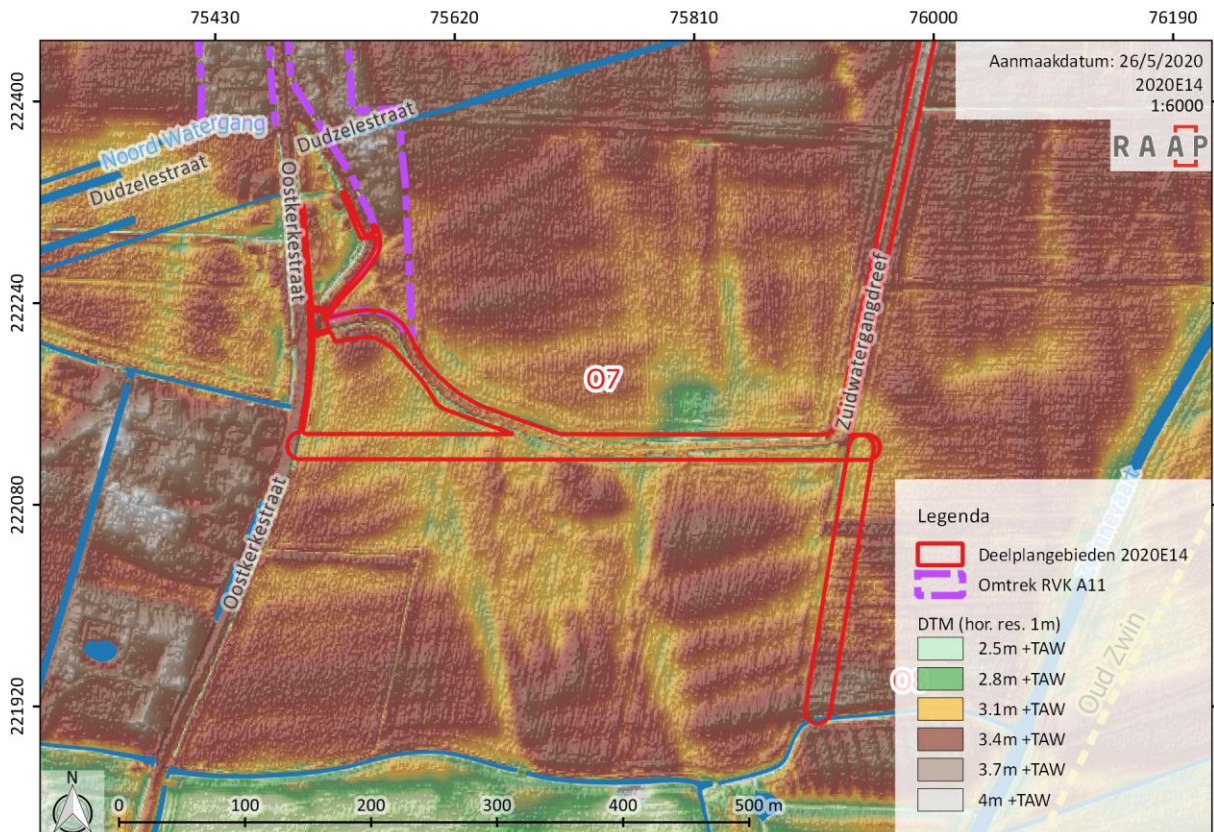 75430 75620 75810 76000 76190
222400
222240
222080
221920
Aanmaakdatum: 26/5/2020
2020E14
1:6000
RAAP
Noord Watergang
Dudzelestraat
Dudzelestraat
Oostkerkestraat
Zuidwatergangdreef
07
Oostkerkestraat
Oud Zwin
Legenda
Deelplangebieden 2020E14
Omtrek RVK A11
DTM (hor. res. 1m)
2.5m +TAW
2.8m +TAW
3.1m +TAW
3.4m +TAW
3.7m +TAW
4m +TAW
N
0 100 200 300 400 500 m